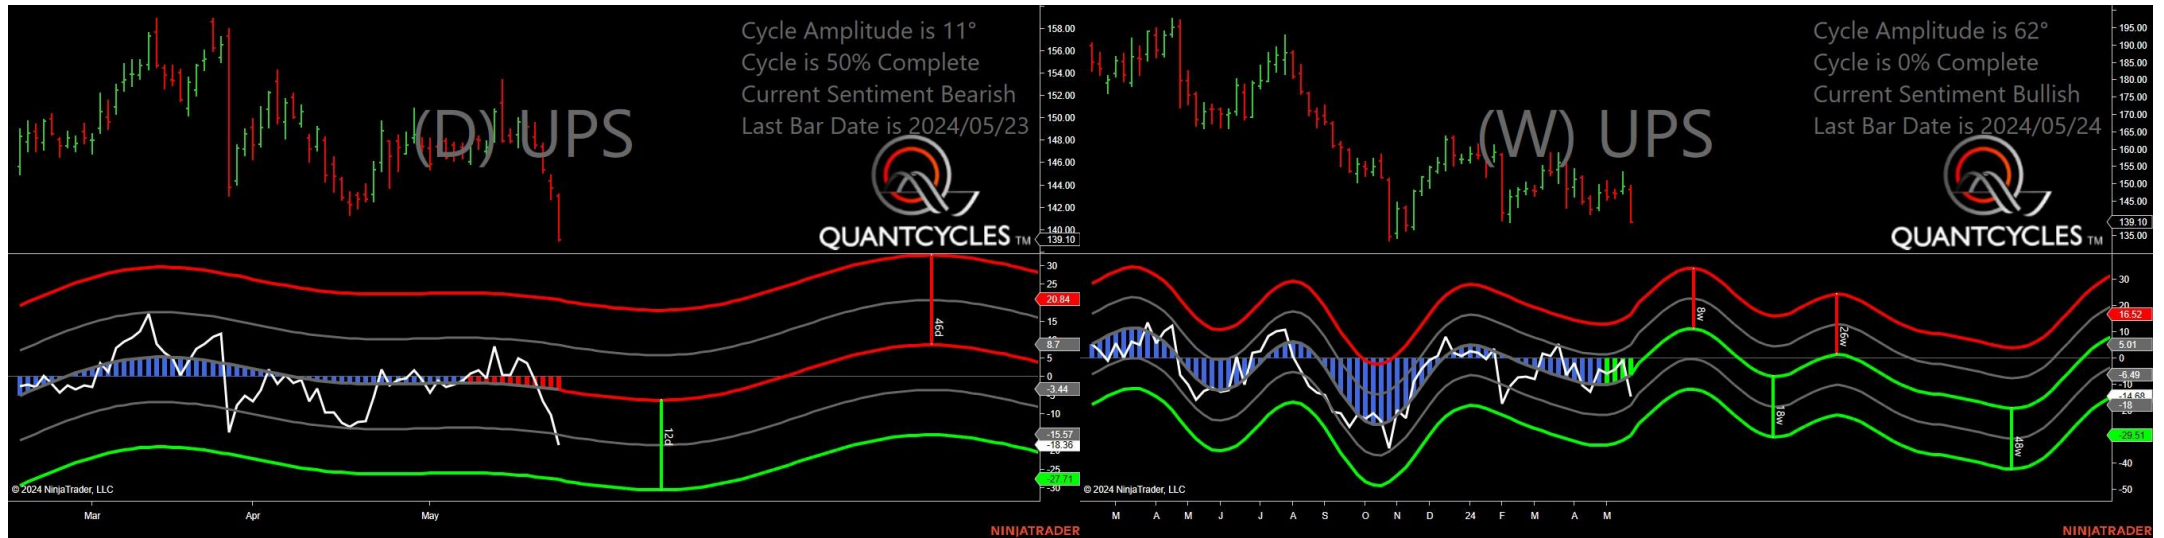 Cycle Amplitude is 11°
Cycle is 50% Complete
Current Sentiment Bearish
Last Bar Date is 2024/05/23
(D) UPS
QUANTCYCLES TM
158.00
156.00
154.00
152.00
150.00
148.00
146.00
144.00
142.00
140.00
139.10
30
25
20.84
15
8.7
5
0
-3.44
-10
-15.57
-18.36
-25
-27.71
-30
46d
12d
© 2024 NinjaTrader, LLC
Mar
Apr
May
NINJATRADER
Cycle Amplitude is 62°
Cycle is 0% Complete
Current Sentiment Bullish
Last Bar Date is 2024/05/24
(W) UPS
QUANTCYCLES TM
195.00
190.00
185.00
180.00
175.00
170.00
165.00
160.00
155.00
150.00
145.00
139.10
135.00
30
20
16.52
10
5.01
0
-6.49
-10
-14.68
-18
-29.51
-40
-50
8w
26w
18w
48w
© 2024 NinjaTrader, LLC
M
A
M
J
J
A
S
O
N
D
24
F
M
A
M
NINJATRADER